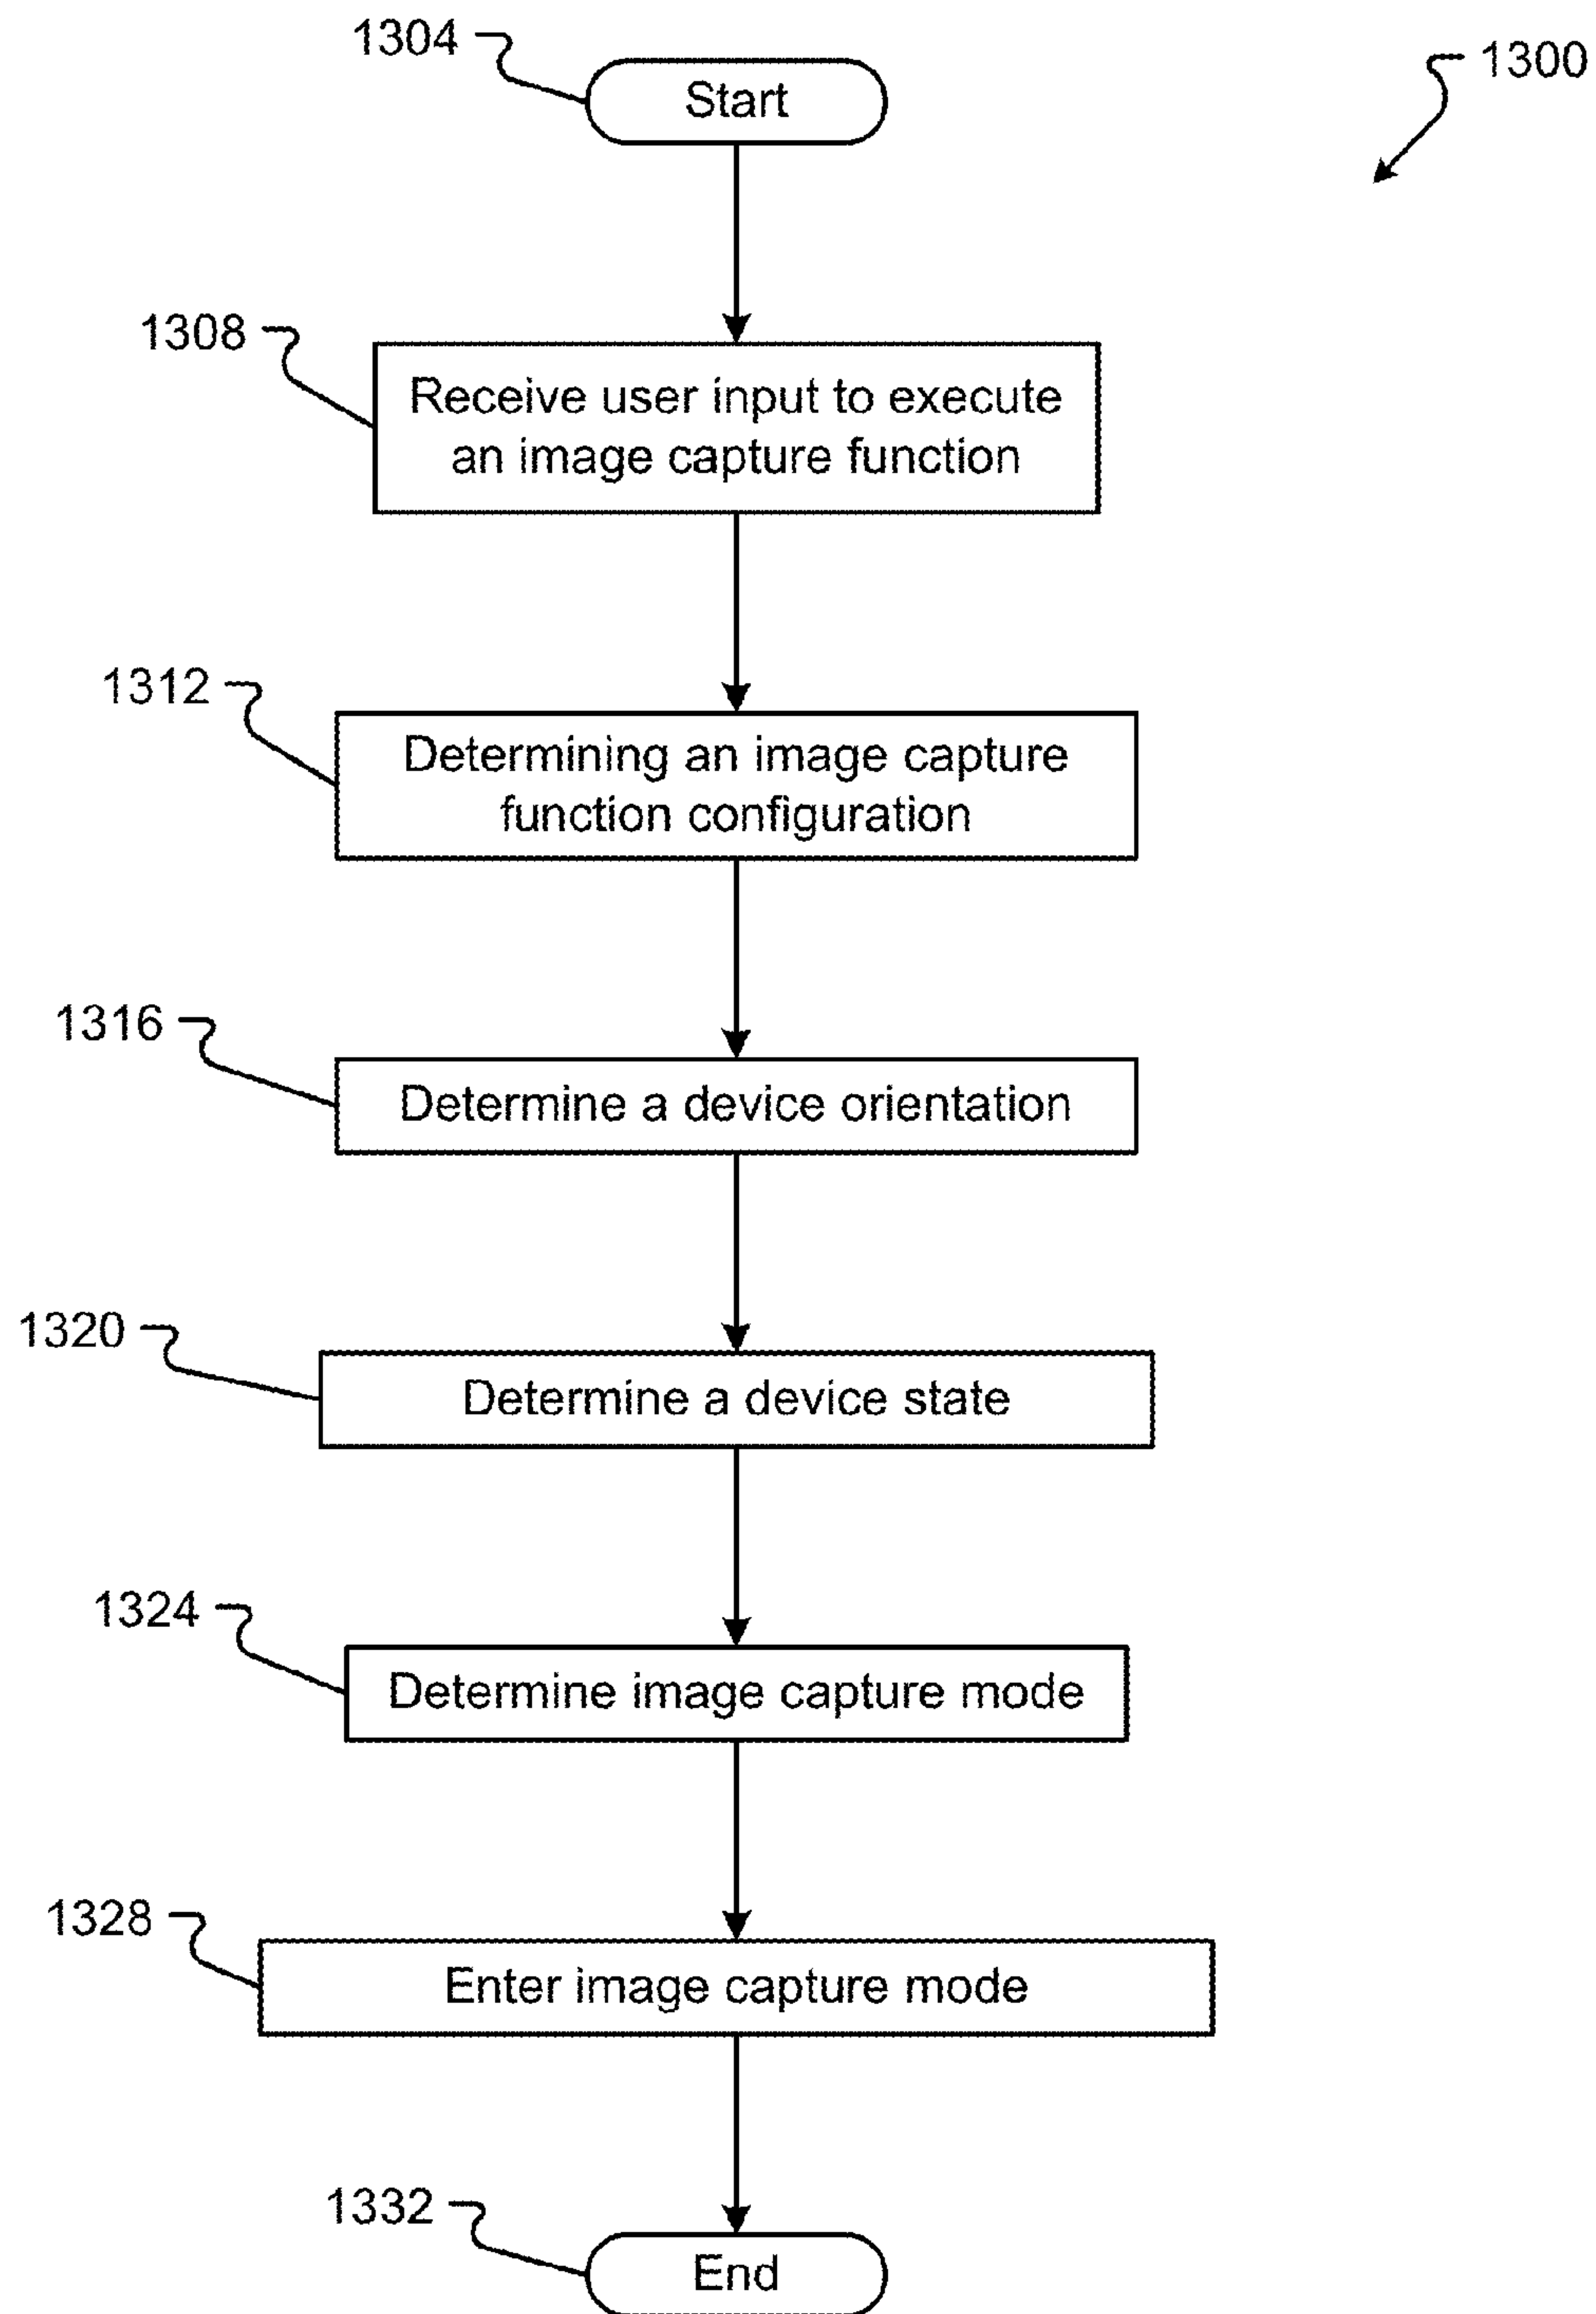 1304
Start
1300
1308
Receive user input to execute
an image capture function
1312
Determining an image capture
function configuration
1316
Determine a device orientation
1320
Determine a device state
1324
Determine image capture mode
1328
Enter image capture mode
1332
End